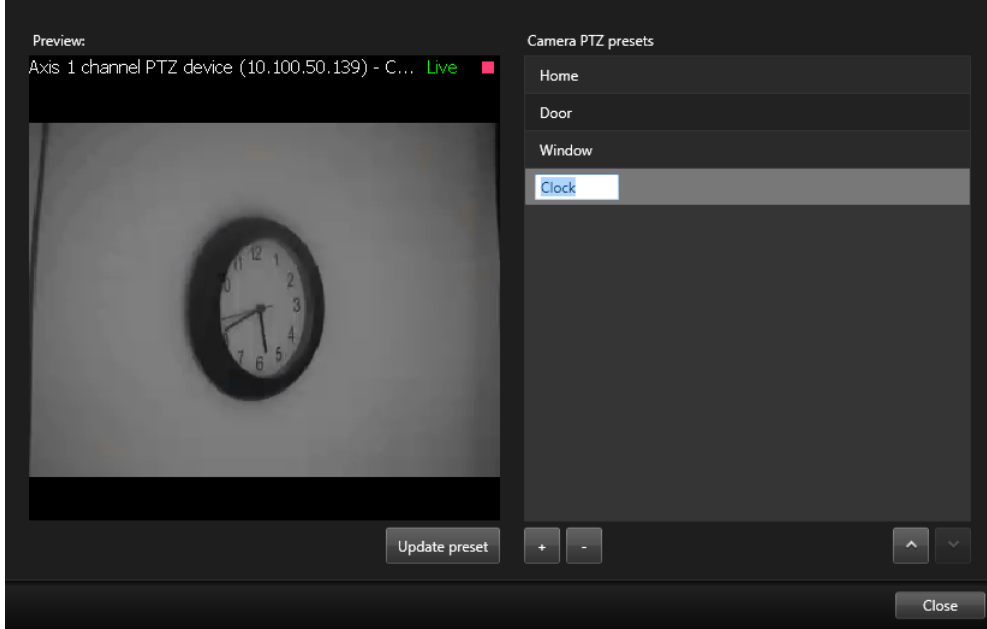 Preview:
Axis 1 channel PTZ device (10.100.50.139) - C... Live
12
11
1
2
3
4
5
6
7
Camera PTZ presets
Home
Door
Window
Clock
Update preset
+
-
Close